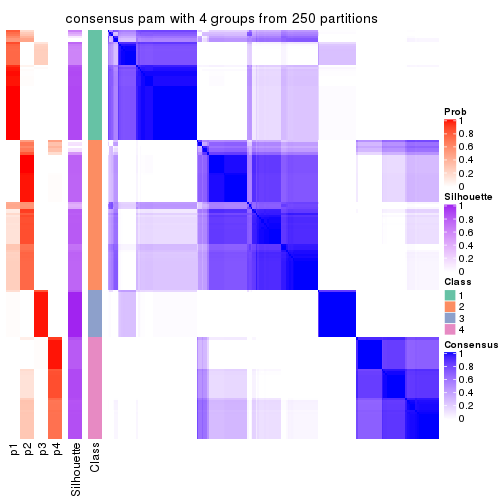 consensus pam with 4 groups from 250 partitions
Prob
1
0.8
0.6
0.4
0.2
0
Silhouette
1
0.8
0.6
0.4
0.2
0
Class
1
2
3
4
Consensus
1
0.8
0.6
0.4
0.2
0
p1
p2
p3
p4
Silhouette
Class